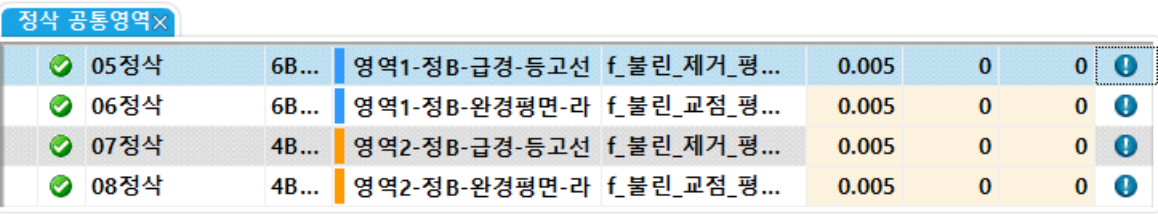 정삭 공통영역×
05정삭 6B... 영역1-정B-급경-등고선 f_불린_제거_평... 0.005 0 0
06정삭 6B... 영역1-정B-완경평면-라 f_불린_교점_평... 0.005 0 0
07정삭 4B... 영역2-정B-급경-등고선 f_불린_제거_평... 0.005 0 0
08정삭 4B... 영역2-정B-완경평면-라 f_불린_교점_평... 0.005 0 0